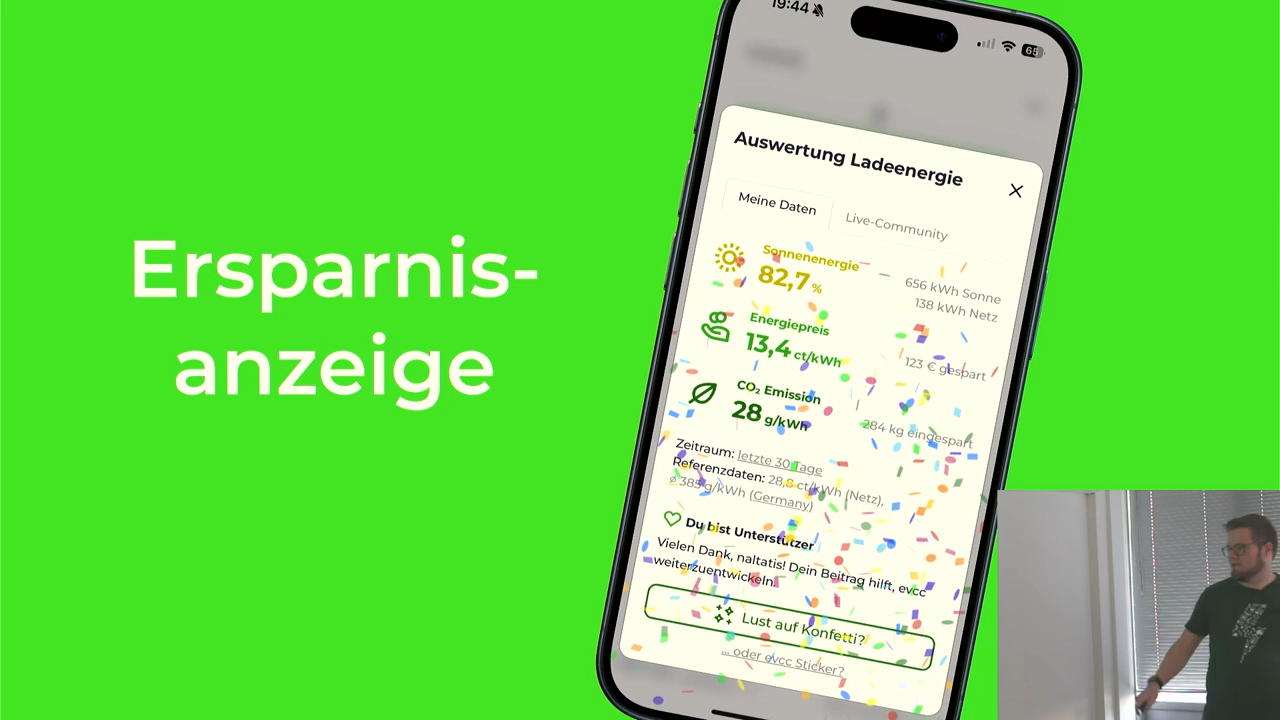 Ersparnis-
anzeige
19:44
65
Auswertung Ladeenergie
Meine Daten
Live-Community
Sonnenenergie
82,7 %
656 kWh Sonne
138 kWh Netz
Energiepreis
13,4 ct/kWh
123 € gespart
CO₂ Emission
28 g/kWh
284 kg eingespart
Zeitraum: letzte 30 Tage
Referenzdaten: 28,8 ct/kWh (Netz),
⌀ 385 g/kWh (Germany)
Du bist Unterstützer
Vielen Dank, naltatis! Dein Beitrag hilft, evcc
weiterzuentwickeln.
Lust auf Konfetti?
... oder evcc Sticker?